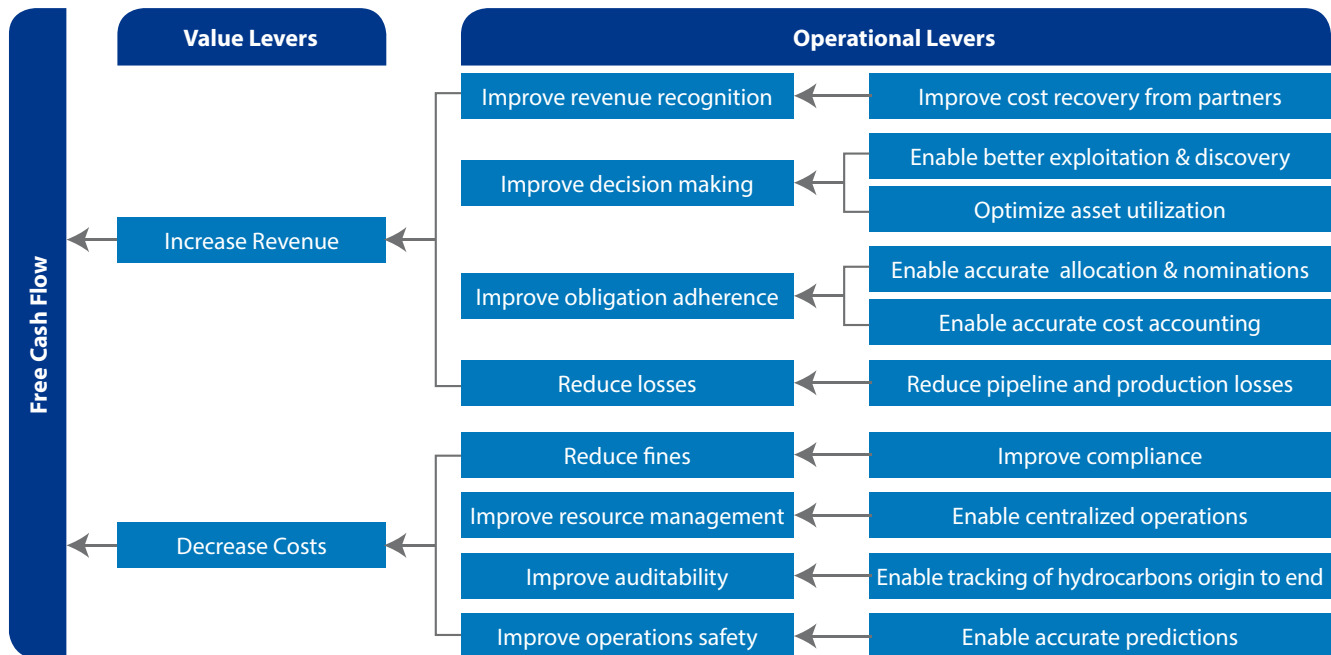 Value Levers
Operational Levers
Free Cash Flow
Increase Revenue
Improve revenue recognition
Improve cost recovery from partners
Improve decision making
Enable better exploitation & discovery
Optimize asset utilization
Improve obligation adherence
Enable accurate allocation & nominations
Enable accurate cost accounting
Reduce losses
Reduce pipeline and production losses
Decrease Costs
Reduce fines
Improve compliance
Improve resource management
Enable centralized operations
Improve auditability
Enable tracking of hydrocarbons origin to end
Improve operations safety
Enable accurate predictions